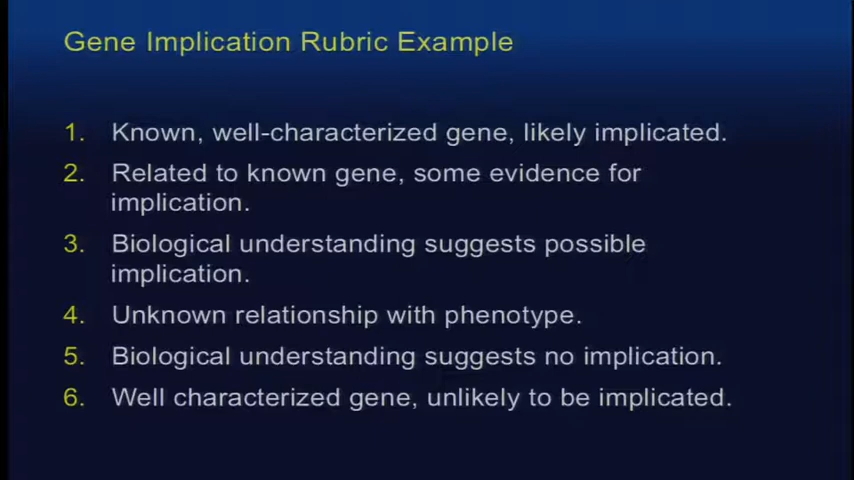 Gene Implication Rubric Example
1. Known, well-characterized gene, likely implicated.
2. Related to known gene, some evidence for
implication.
3. Biological understanding suggests possible
implication.
4. Unknown relationship with phenotype.
5. Biological understanding suggests no implication.
6. Well characterized gene, unlikely to be implicated.